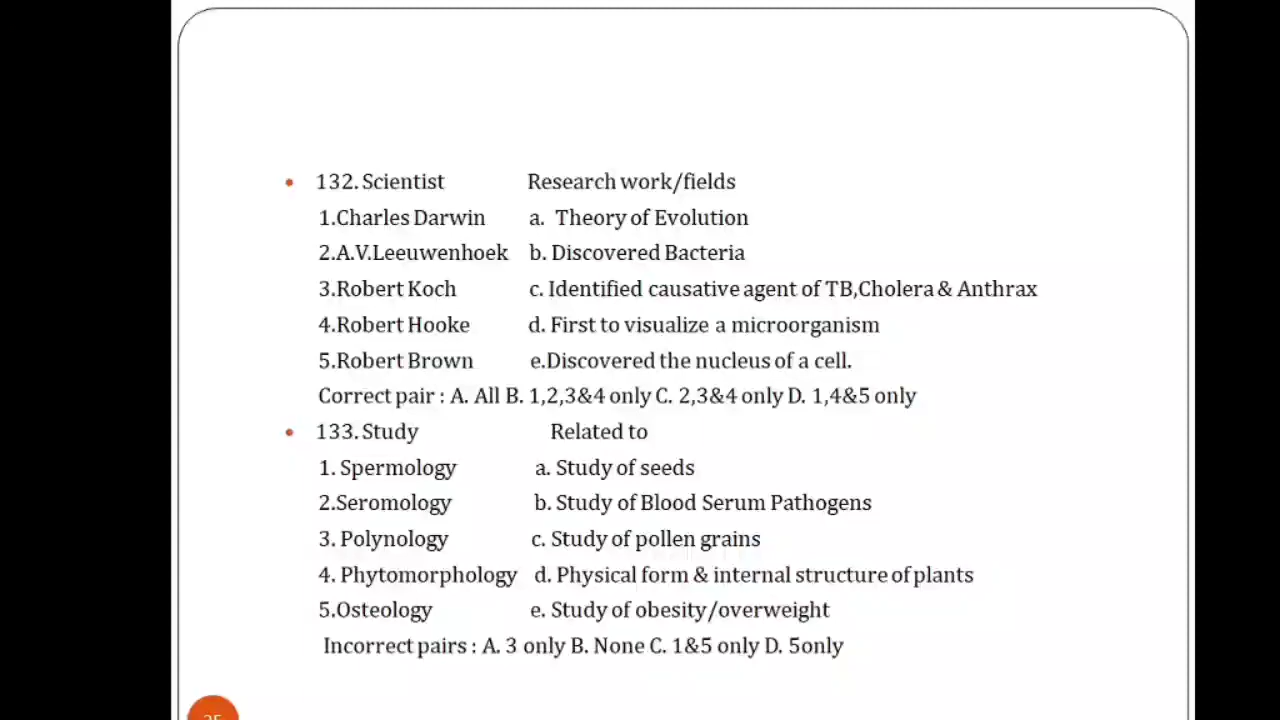 132. Scientist Research work/fields
1.Charles Darwin a. Theory of Evolution
2.A.V.Leeuwenhoek b. Discovered Bacteria
3.Robert Koch c. Identified causative agent of TB,Cholera & Anthrax
4.Robert Hooke d. First to visualize a microorganism
5.Robert Brown e.Discovered the nucleus of a cell.
Correct pair : A. All B. 1,2,3&4 only C. 2,3&4 only D. 1,4&5 only
133. Study Related to
1. Spermology a. Study of seeds
2.Seromology b. Study of Blood Serum Pathogens
3. Polynology c. Study of pollen grains
4. Phytomorphology d. Physical form & internal structure of plants
5.Osteology e. Study of obesity/overweight
Incorrect pairs : A. 3 only B. None C. 1&5 only D. 5only